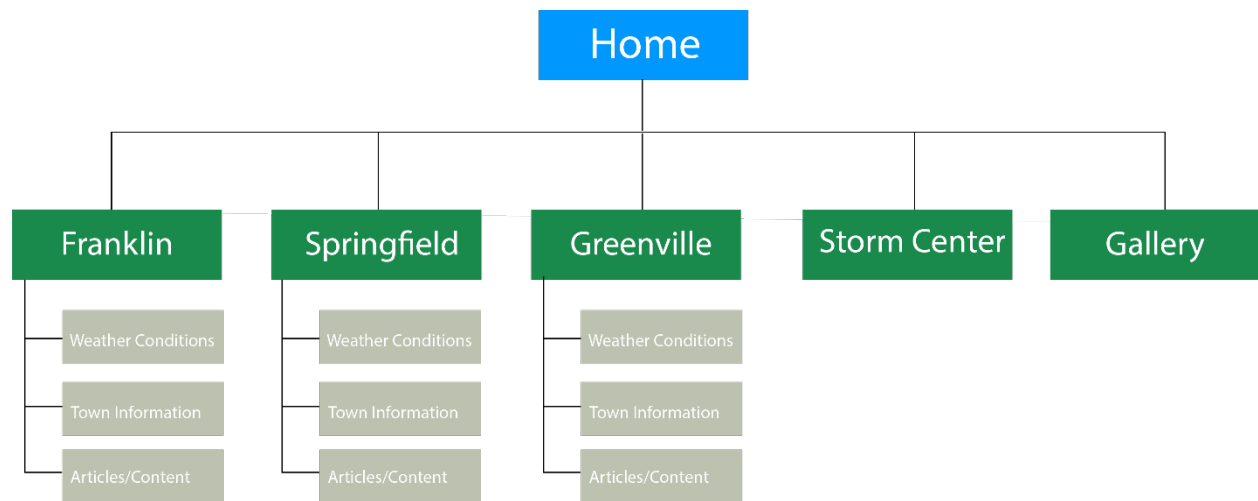 Home
Franklin
Springfield
Greenville
Storm Center
Gallery
Weather Conditions
Town Information
Articles/Content
Weather Conditions
Town Information
Articles/Content
Weather Conditions
Town Information
Articles/Content